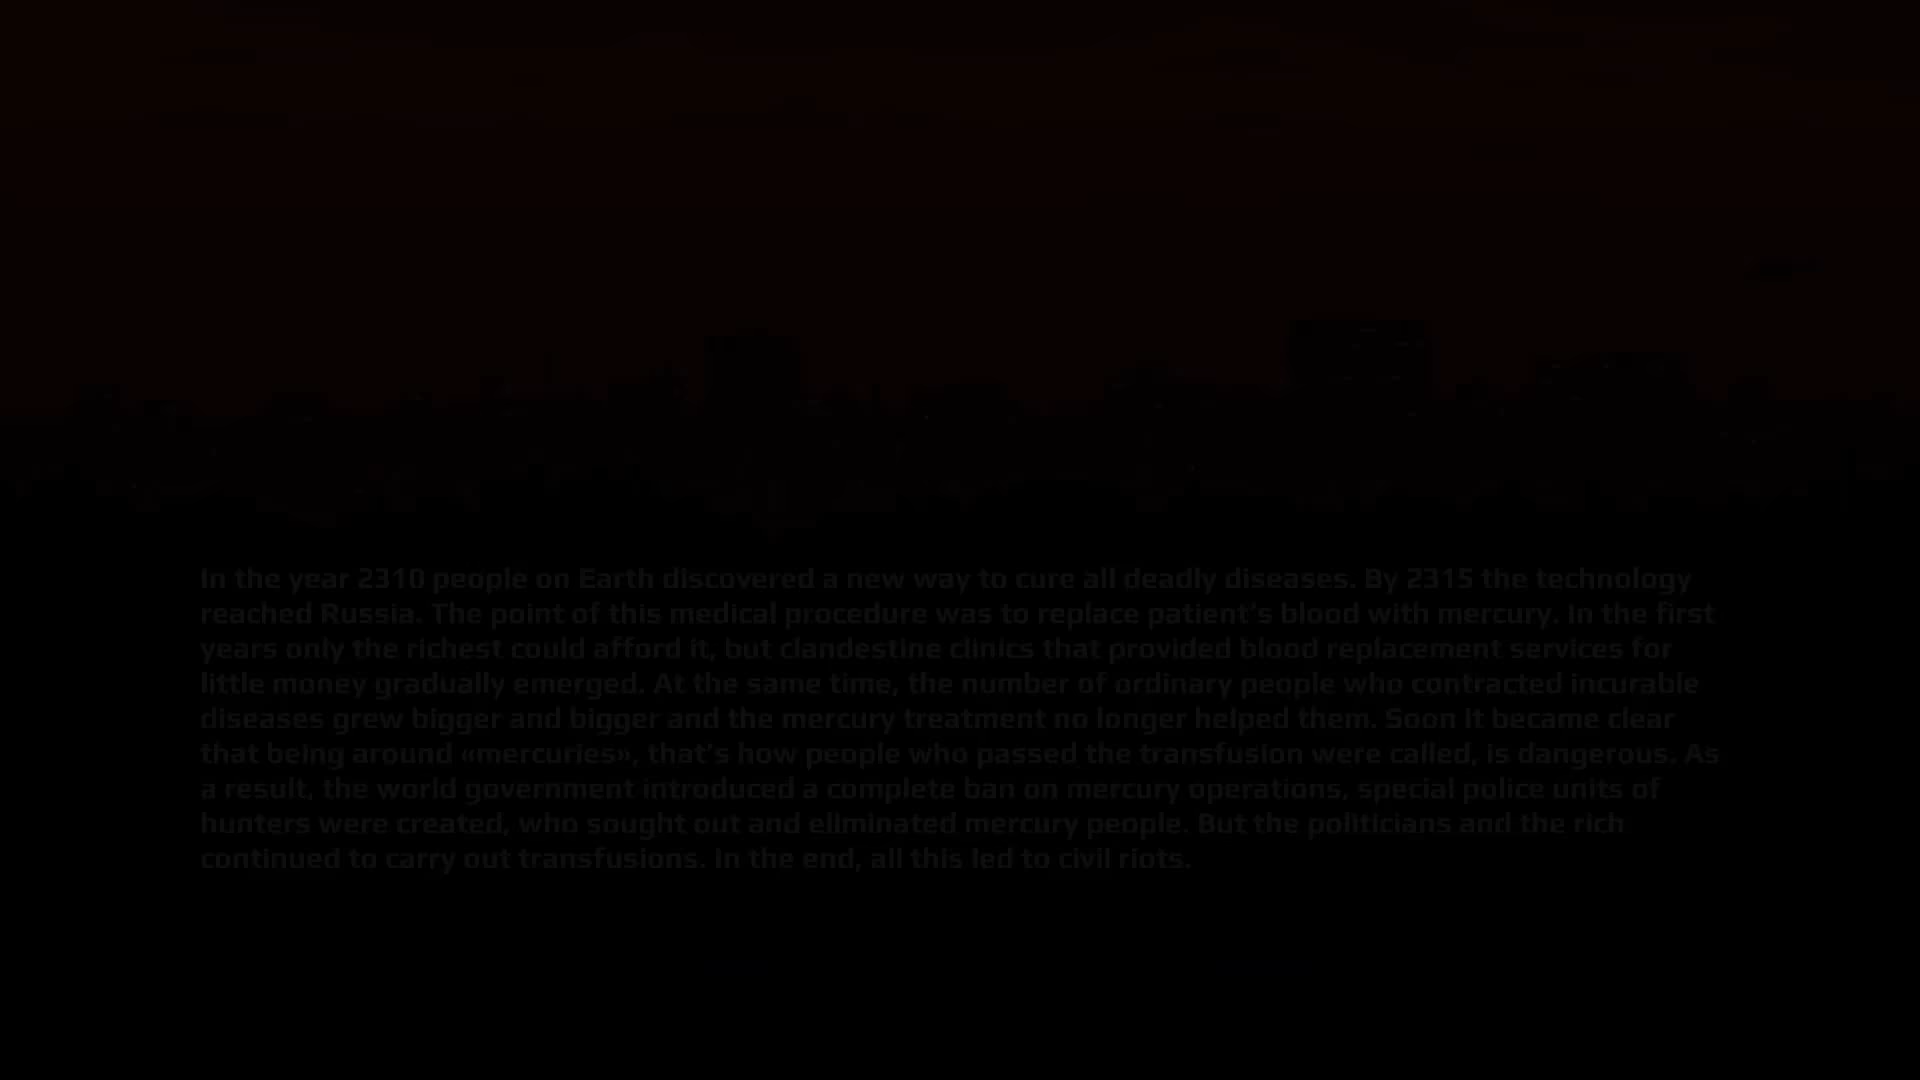 In the year 2310 people on Earth discovered a new way to cure all deadly diseases. By 2315 the technology
reached Russia. The point of this medical procedure was to replace patient's blood with mercury. In the first
years only the richest could afford it, but clandestine clinics that provided blood replacement services for
little money gradually emerged. At the same time, the number of ordinary people who contracted incurable
diseases grew bigger and bigger and the mercury treatment no longer helped them. Soon it became clear
that being around «mercuries», that's how people who passed the transfusion were called, is dangerous. As
a result, the world government introduced a complete ban on mercury operations, special police units of
hunters were created, who sought out and eliminated mercury people. But the politicians and the rich
continued to carry out transfusions. In the end, all this led to civil riots.